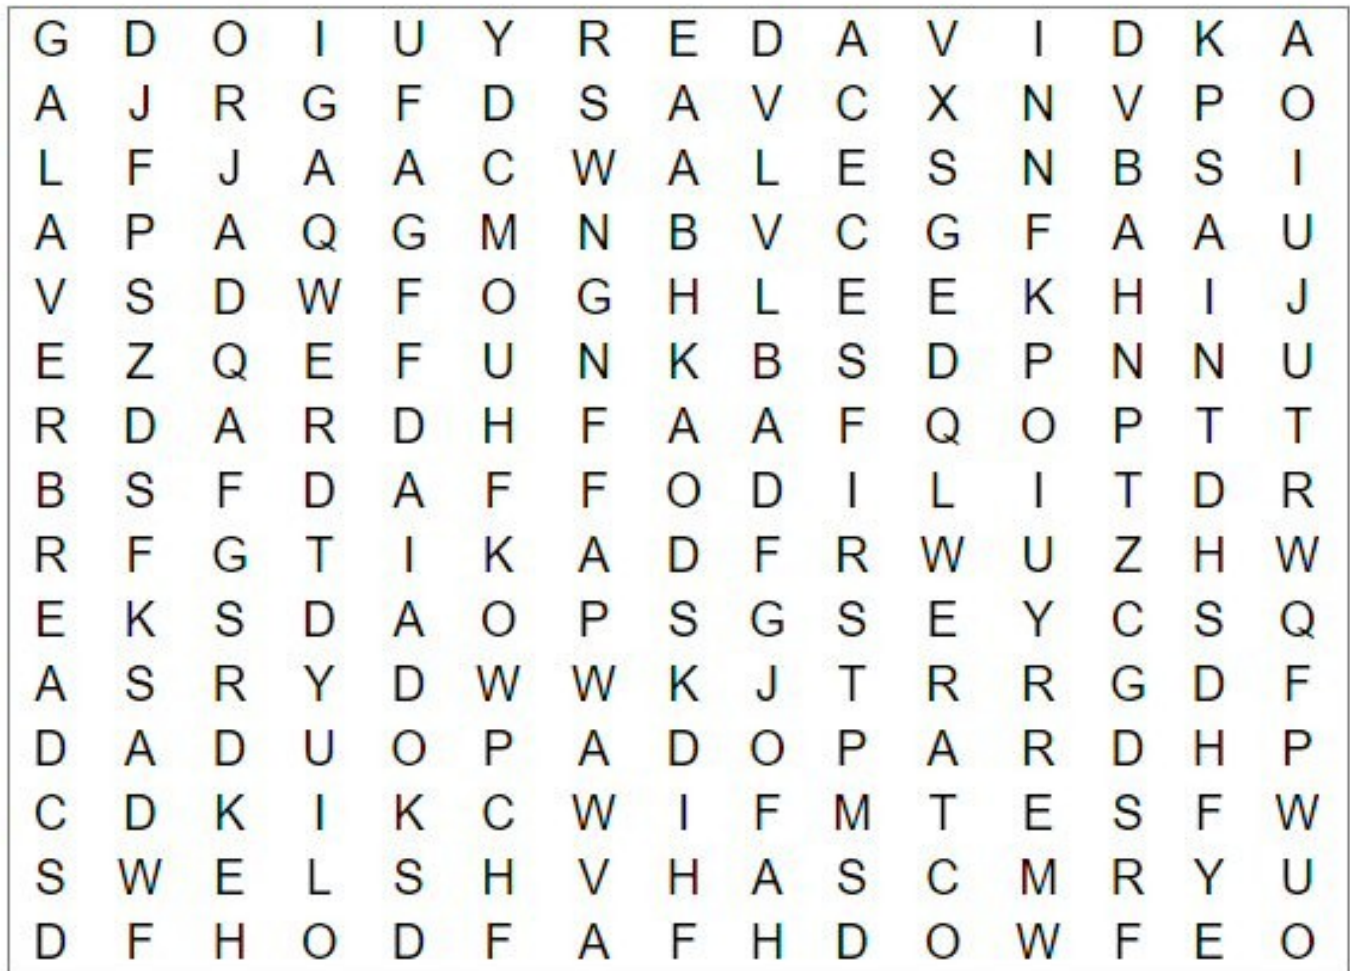 G D O I U Y R E D A V I D K A
A J R G F D S A V C X N V P O
L F J A A C W A L E S N B S I
A P A Q G M N B V C G F A A U
V S D W F O G H L E E K H I J
E Z Q E F U N K B S D P N N U
R D A R D H F A A F Q O P T T
B S F D A F F O D I L I T D R
R F G T I K A D F R W U Z H W
E K S D A O P S G S E Y C S Q
A S R Y D W W K J T R R G D F
D A D U O P A D O P A R D H P
C D K I K C W I F M T E S F W
S W E L S H V H A S C M R Y U
D F H O D F A F H D O W F E O